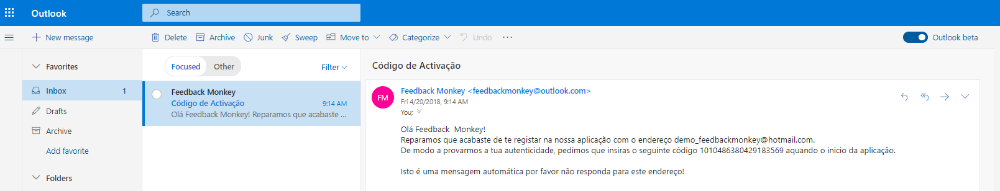 Outlook
Search
New message
Delete
Archive
Junk
Sweep
Move to
Categorize
Undo
Outlook beta
Favorites
Inbox 1
Drafts
Archive
Add favorite
Folders
Focused Other
Filter
Feedback Monkey
Código de Activação 9:14 AM
Olá Feedback Monkey! Reparamos que acabaste ...
Código de Activação
FM
Feedback Monkey <feedbackmonkey@outlook.com>
Fri 4/20/2018, 9:14 AM
You;
Olá Feedback  Monkey!
Reparamos que acabaste de te registar na nossa aplicação com o endereço demo_feedbackmonkey@hotmail.com.
De modo a provarmos a tua autenticidade, pedimos que insiras o seguinte código 1010486380429183569 aquando o inicio da aplicação.
Isto é uma mensagem automática por favor não responda para este endereço!